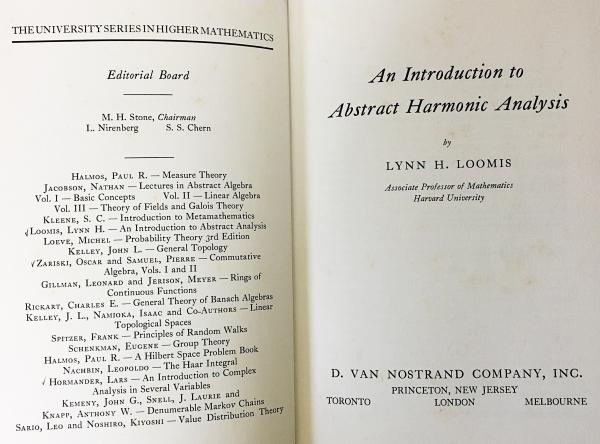 THE UNIVERSITY SERIES IN HIGHER MATHEMATICS
Editorial Board
M. H. Stone, Chairman
L. Nirenberg S. S. Chern
Halmos, Paul R. — Measure Theory
Jacobson, Nathan — Lectures in Abstract Algebra
Vol. I — Basic Concepts Vol. II — Linear Algebra
Vol. III — Theory of Fields and Galois Theory
Kleene, S. C. — Introduction to Metamathematics
√Loomis, Lynn H. — An Introduction to Abstract Analysis
Loeve, Michel — Probability Theory 3rd Edition
Kelley, John L. — General Topology
√Zariski, Oscar and Samuel, Pierre — Commutative
Algebra, Vols. I and II
Gillman, Leonard and Jerison, Meyer — Rings of
Continuous Functions
Rickart, Charles E. — General Theory of Banach Algebras
Kelley, J. L., Namioka, Isaac and Co-Authors — Linear
Topological Spaces
Spitzer, Frank — Principles of Random Walks
Schenkman, Eugene — Group Theory
Halmos, Paul R. — A Hilbert Space Problem Book
Nachbin, Leopoldo — The Haar Integral
√Hormander, Lars — An Introduction to Complex
Analysis in Several Variables
Kemeny, John G., Snell, J. Laurie and
Knapp, Anthony W. — Denumerable Markov Chains
Sario, Leo and Noshiro, Kiyoshi — Value Distribution Theory
An Introduction to
Abstract Harmonic Analysis
by
LYNN H. LOOMIS
Associate Professor of Mathematics
Harvard University
D. VAN NOSTRAND COMPANY, INC.
PRINCETON, NEW JERSEY
TORONTO LONDON MELBOURNE